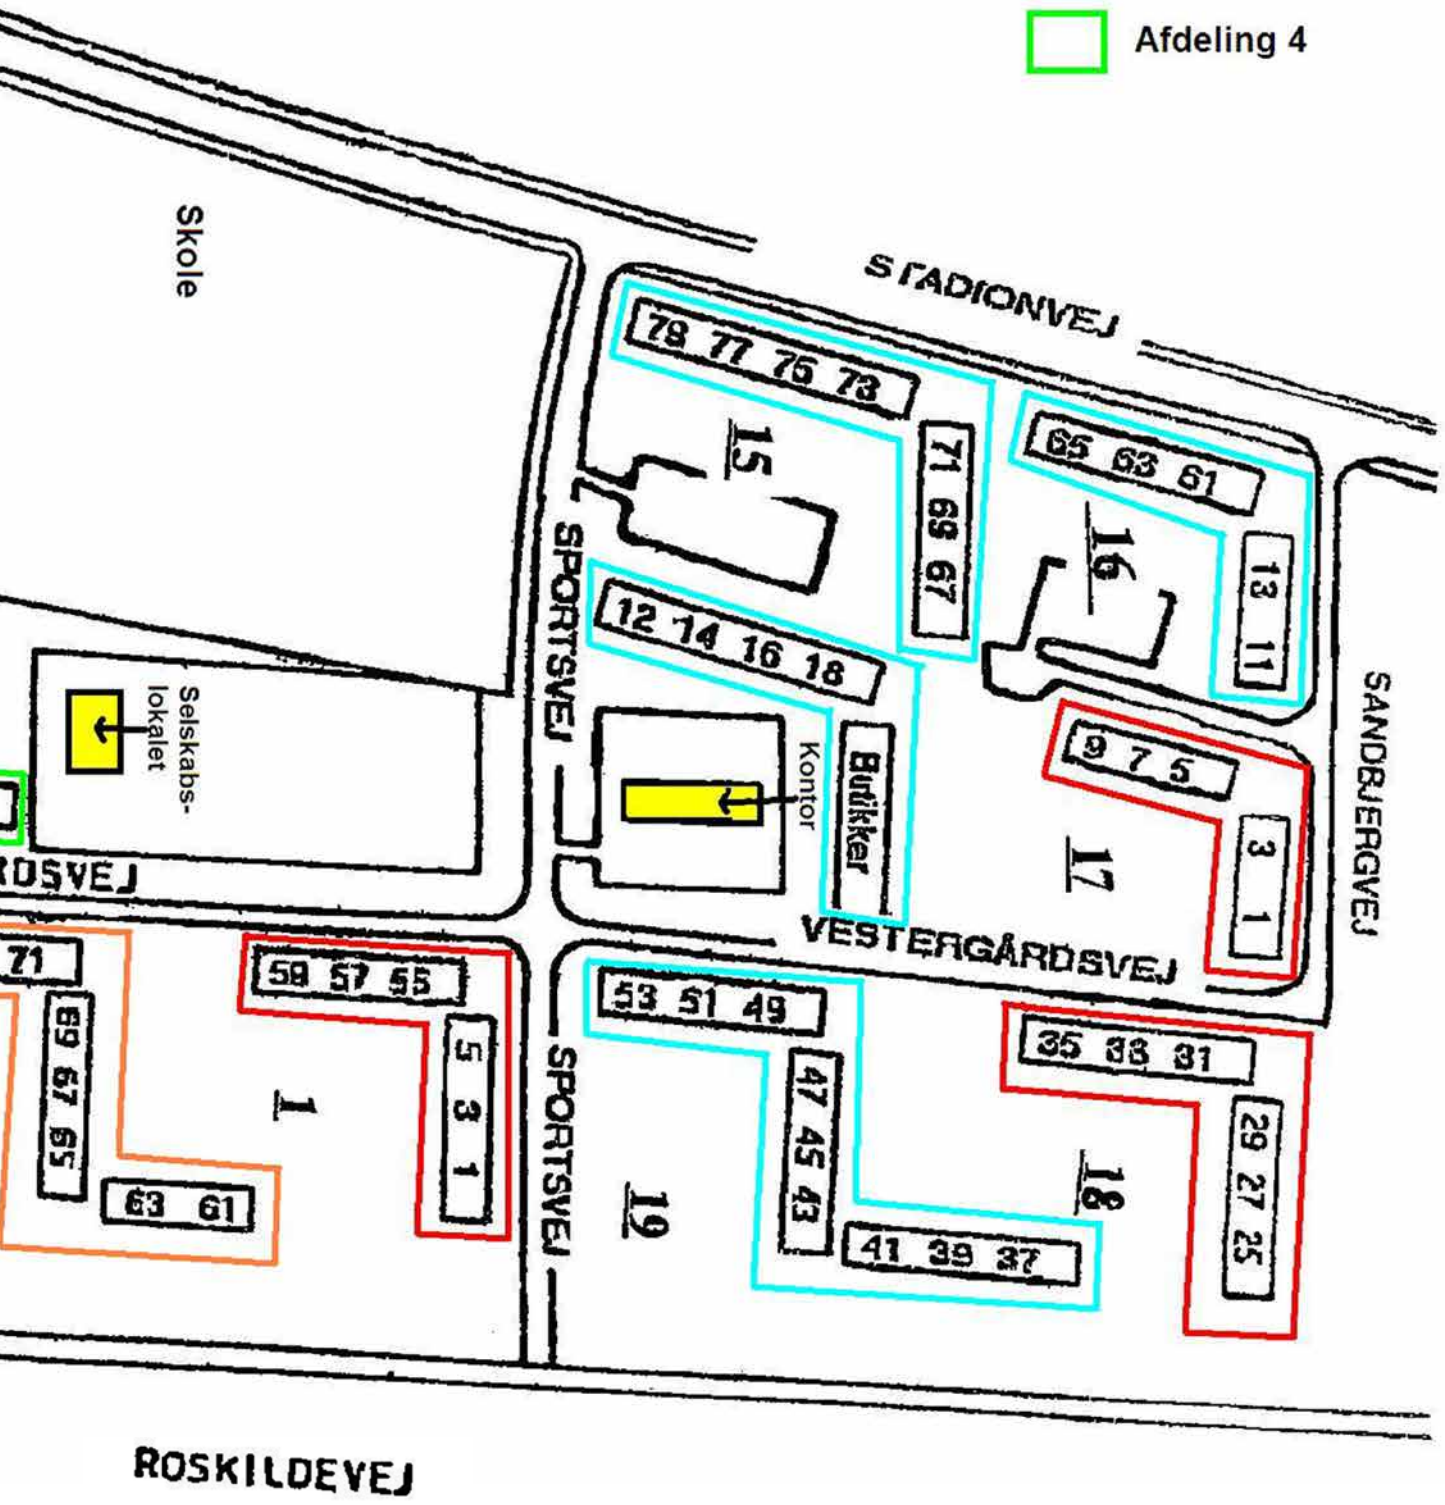 Afdeling 4
Skole
STADIONVEJ
79 77 75 73
15
71 69 67
65 63 61
16
13 11
SPORTSVEJ
12 14 16 18
SANDBJERGVEJ
Selskabs-
lokalet
Kontor
Butikker
9 7 5
3 1
17
RDSVEJ
VESTERGÅRDSVEJ
71
69 67 65
63 61
59 57 55
5 3 1
1
SPORTSVEJ
53 51 49
47 45 43
41 39 37
19
35 33 31
29 27 25
18
ROSKILDEVEJ